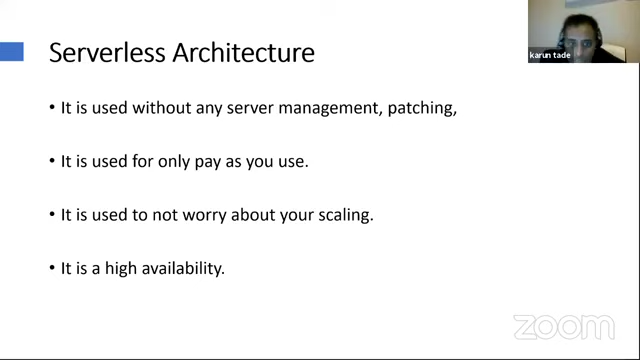 Serverless Architecture
karun tade
• It is used without any server management, patching,
• It is used for only pay as you use.
• It is used to not worry about your scaling.
• It is a high availability.
zoom